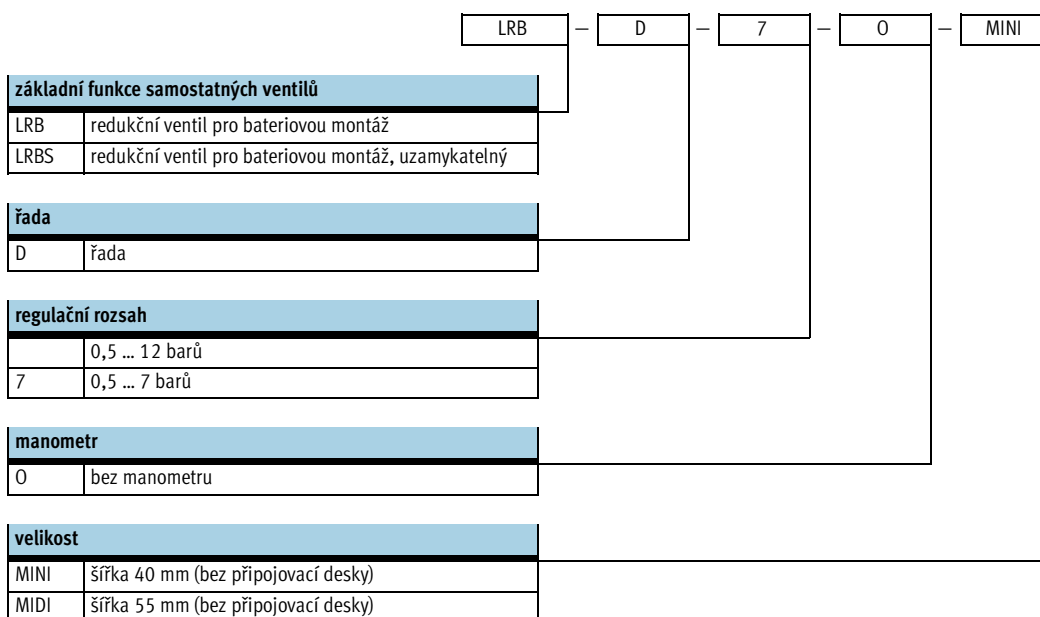 LRB – D – 7 – O – MINI
základní funkce samostatných ventilů
LRB redukční ventil pro bateriovou montáž
LRBS redukční ventil pro bateriovou montáž, uzamykatelný
řada
D řada
regulační rozsah
0,5 ... 12 barů
7 0,5 ... 7 barů
manometr
O bez manometru
velikost
MINI šířka 40 mm (bez připojovací desky)
MIDI šířka 55 mm (bez připojovací desky)